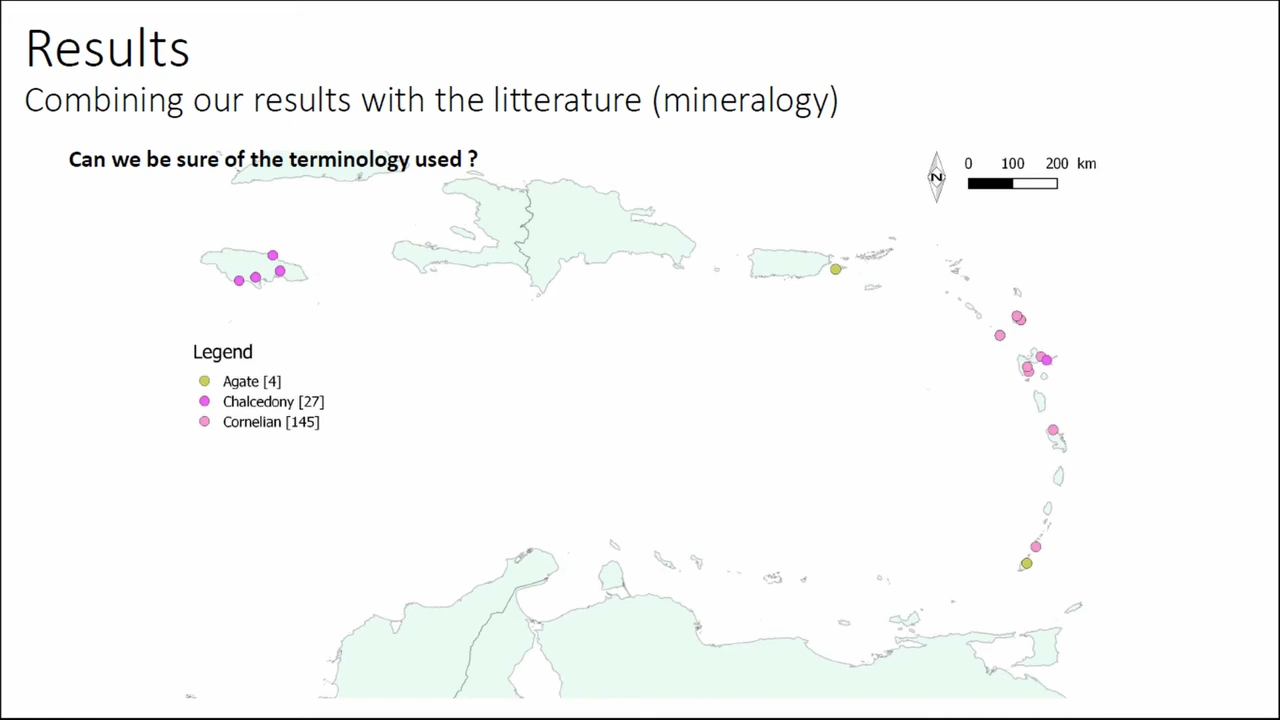 Results
Combining our results with the litterature (mineralogy)
Can we be sure of the terminology used ?
N
0 100 200 km
Legend
Agate [4]
Chalcedony [27]
Cornelian [145]